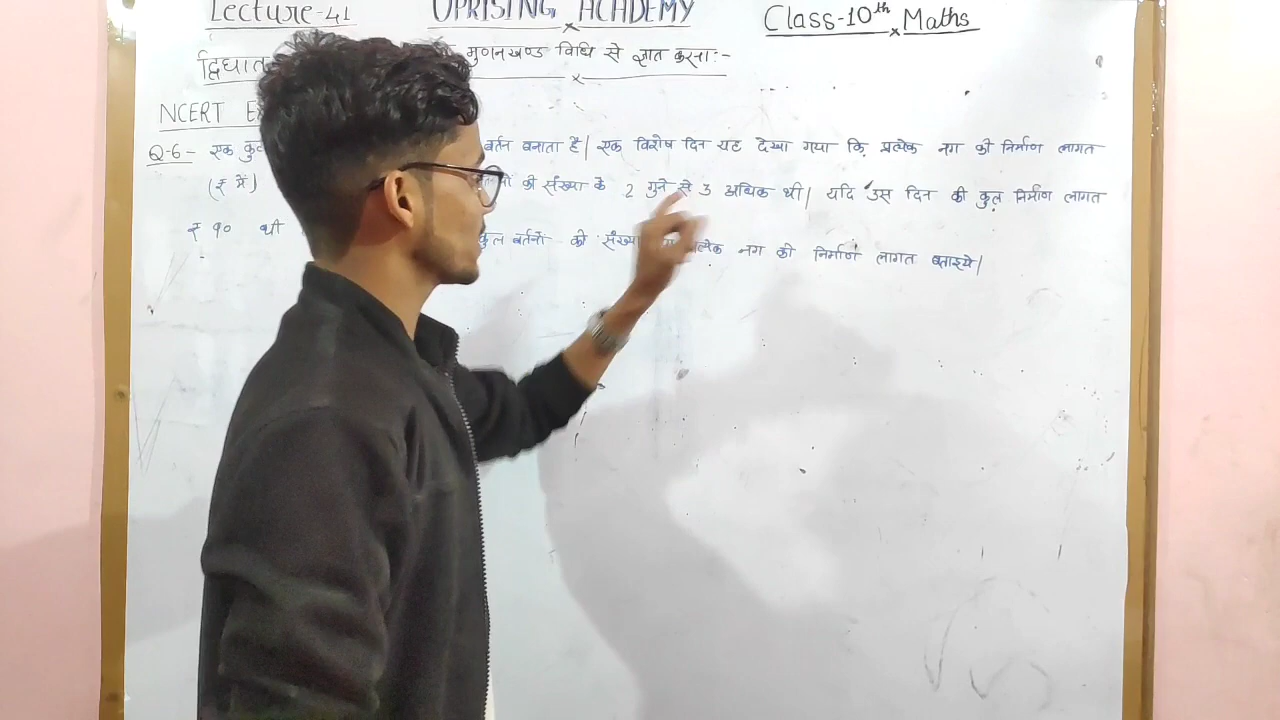 Lecture-41 UPRISING ACADEMY Class-10th Maths
गुणनखण्ड विधि से ज्ञात करना:-
NCERT
Q-6- एक बर्तन बनाता है। एक विशेष दिन यह देखा गया कि प्रत्येक नग की निर्माण लागत
(₹ में) की संख्या के 2 गुने से 3 अधिक थी। यदि उस दिन की कुल निर्माण लागत
₹ 90 थी कुल बर्तनों की संख्या नग की निर्माण लागत बताइये।